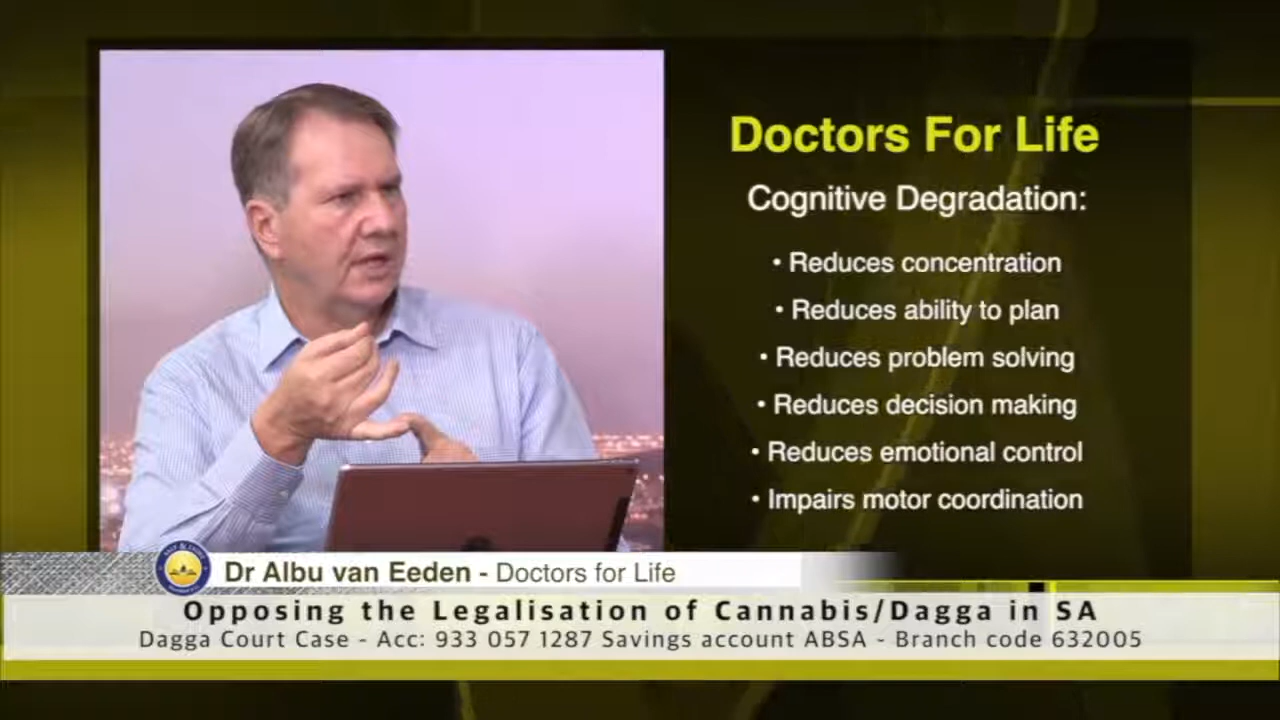 Doctors For Life
Cognitive Degradation:
• Reduces concentration
• Reduces ability to plan
• Reduces problem solving
• Reduces decision making
• Reduces emotional control
• Impairs motor coordination
Dr Albu van Eeden - Doctors for Life
Opposing the Legalisation of Cannabis/Dagga in SA
Dagga Court Case - Acc: 933 057 1287 Savings account ABSA - Branch code 632005